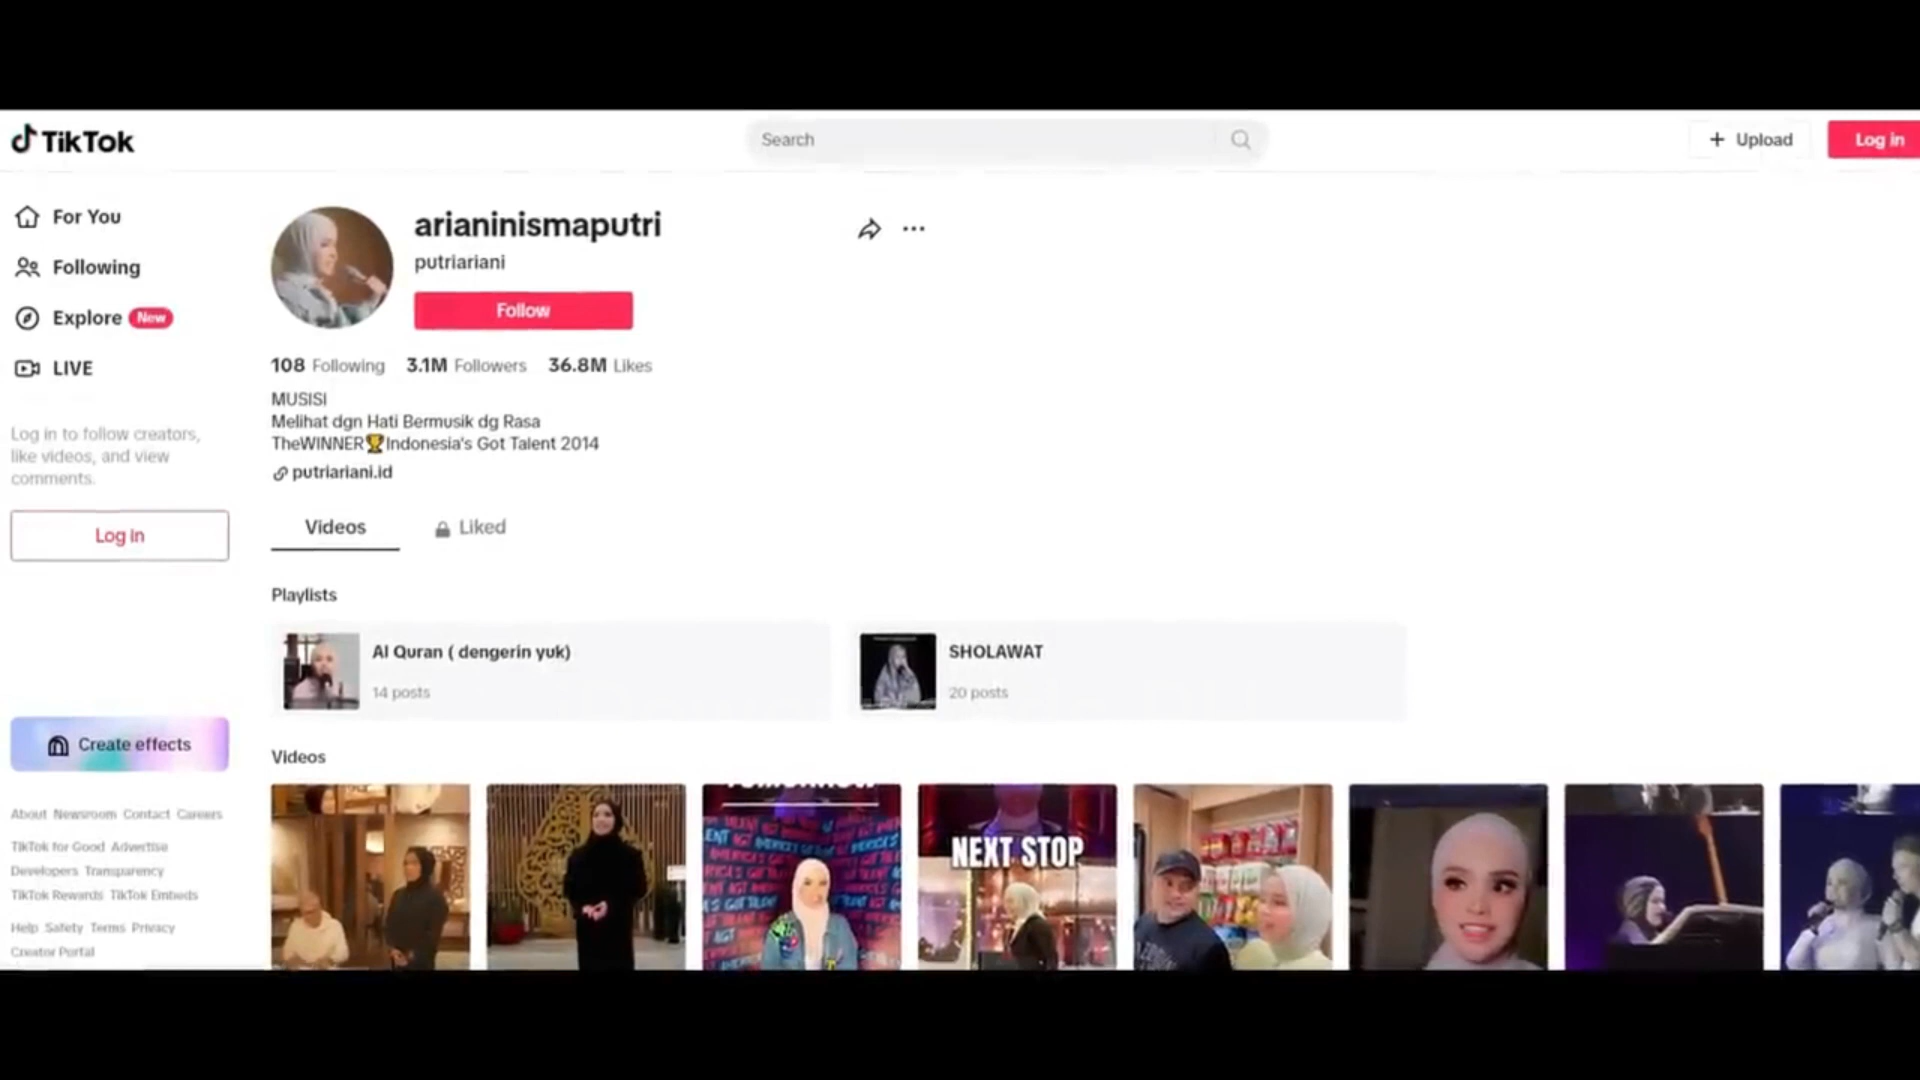 TikTok
Search
+ Upload
Log in
For You
Following
Explore New
LIVE
Log in to follow creators,
like videos, and view
comments.
Log in
Create effects
About Newsroom Contact Careers
TikTok for Good Advertise
Developers Transparency
TikTok Rewards TikTok Embeds
Help Safety Terms Privacy
Creator Portal
arianinismaputri
putriariani
Follow
108 Following 3.1M Followers 36.8M Likes
MUSISI
Melihat dgn Hati Bermusik dg Rasa
TheWINNER🏆Indonesia's Got Talent 2014
putriariani.id
Videos
Liked
Playlists
Al Quran ( dengerin yuk)
14 posts
SHOLAWAT
20 posts
Videos
NEXT STOP